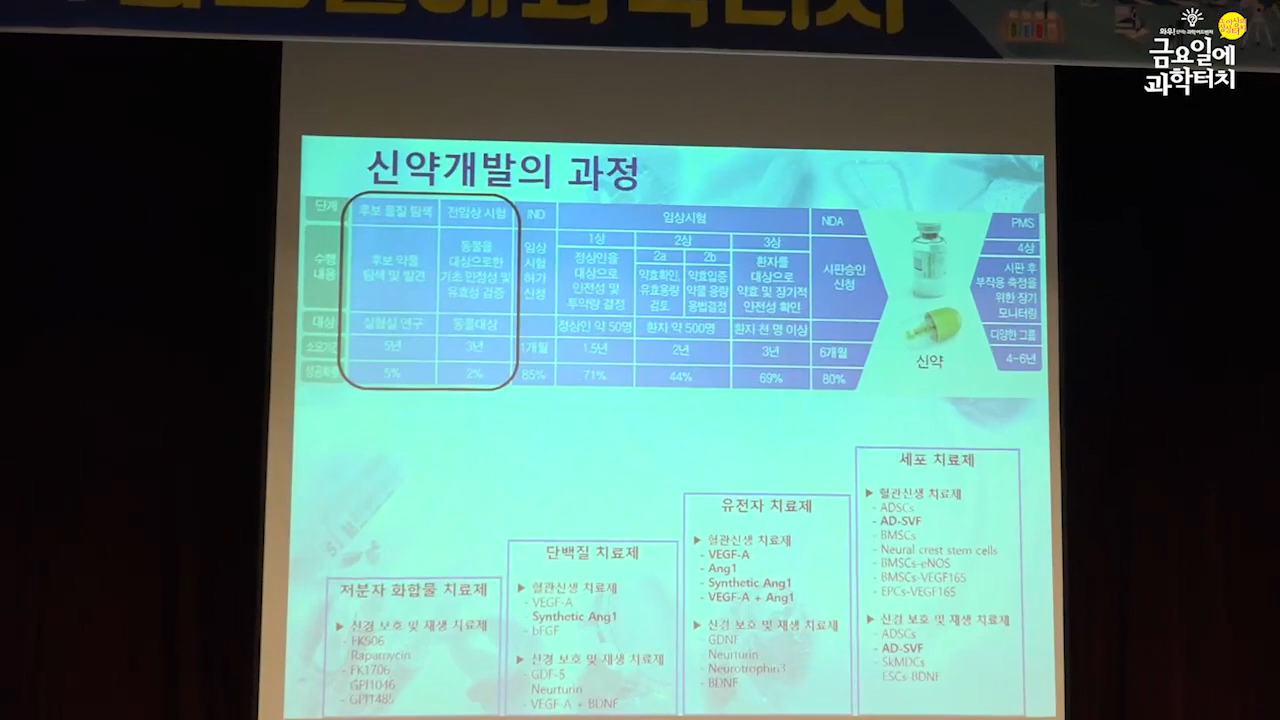 금요일에 과학터치
와우!
금요일에
과학터치
신약개발의 과정
단계
후보 물질 탐색
전임상 시험
IND
임상시험
NDA
PMS
수행
내용
후보 약물
탐색 및 발견
동물을
대상으로한
기초 안정성 및
유효성 검증
임상
시험
허가
신청
1상
정상인을
대상으로
안전성 및
투약량 결정
2상
2a
약효확인,
유효용량
검토
2b
약효입증
약물 용량
용법결정
3상
환자를
대상으로
약효 및 장기적
안전성 확인
시판승인
신청
신약
4상
시판 후
부작용 측정을
위한 장기
모니터링
대상
실험실 연구
동물대상
정상인 약 50명
환자 약 500명
환자 천 명 이상
다양한 그룹
소요기간
5년
3년
1개월
1.5년
2년
3년
6개월
4-6년
성공확률
5%
2%
85%
71%
44%
69%
80%
저분자 화합물 치료제
▶ 신경 보호 및 재생 치료제
- FK506
Rapamycin
- FK1706
GPI1046
- GPI1485
단백질 치료제
▶ 혈관신생 치료제
- VEGF-A
Synthetic Ang1
- bFGF
▶ 신경 보호 및 재생 치료제
- GDF-5
Neurturin
- VEGF-A + BDNF
유전자 치료제
▶ 혈관신생 치료제
- VEGF-A
- Ang1
- Synthetic Ang1
- VEGF-A + Ang1
▶ 신경 보호 및 재생 치료제
- GDNF
Neurturin
- Neurotrophin3
- BDNF
세포 치료제
▶ 혈관신생 치료제
- ADSCs
- AD-SVF
- BMSCs
- Neural crest stem cells
- BMSCs-eNOS
- BMSCs-VEGF165
- EPCs-VEGF165
▶ 신경 보호 및 재생 치료제
- ADSCs
- AD-SVF
- SkMDCs
ESCs-BDNF